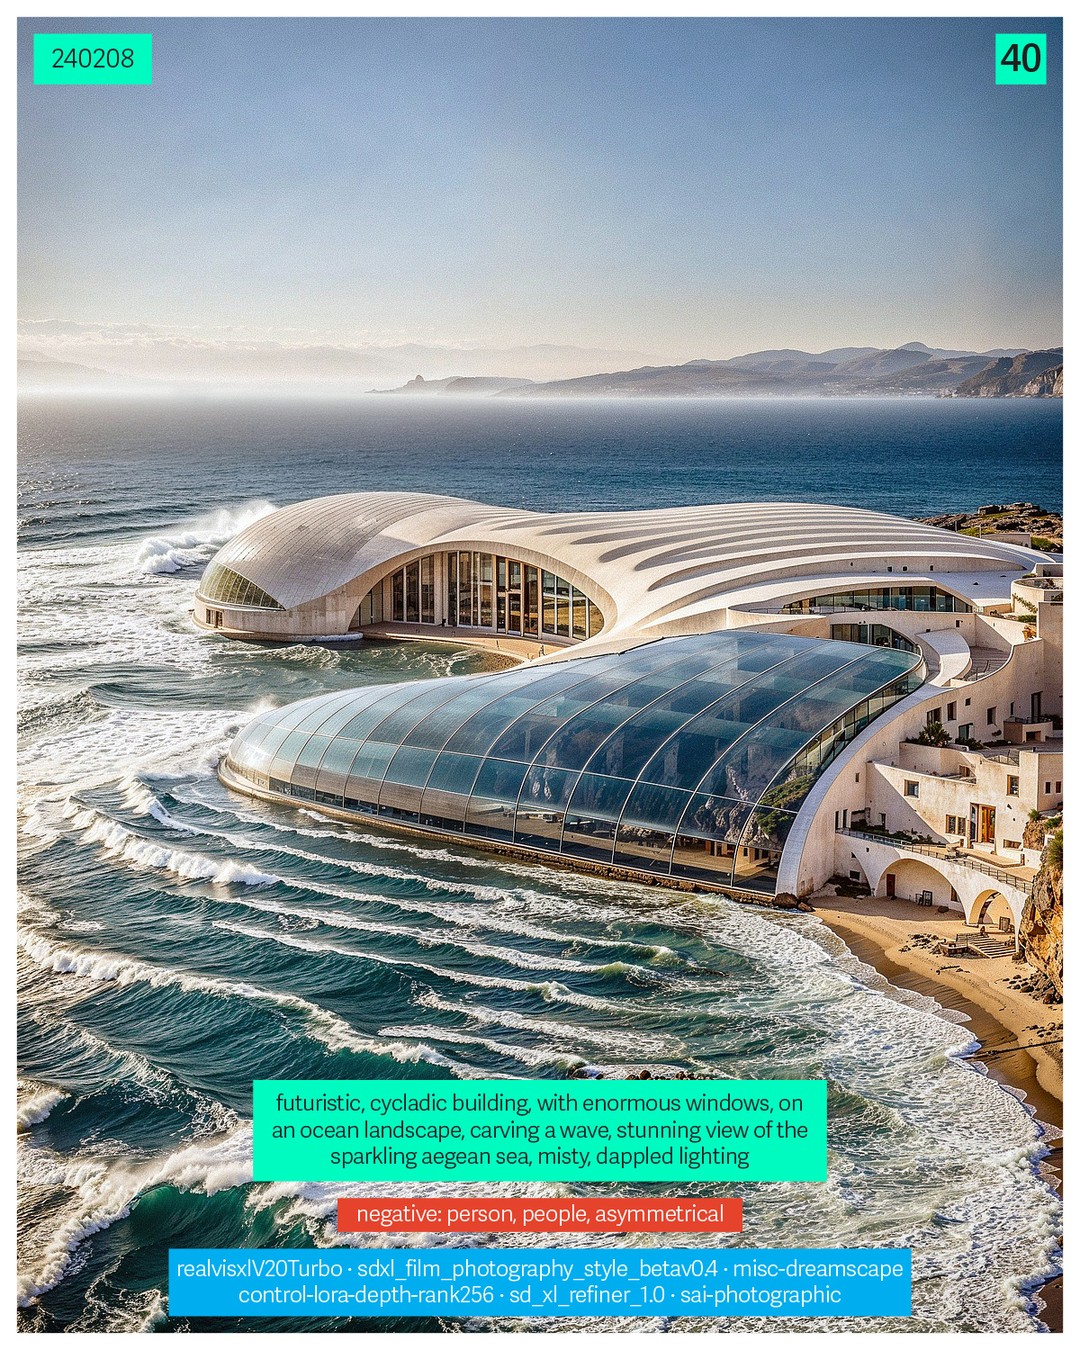 240208
40
futuristic, cycladic building, with enormous windows, on
an ocean landscape, carving a wave, stunning view of the
sparkling aegean sea, misty, dappled lighting
negative: person, people, asymmetrical
realvisxlV20Turbo · sdxl_film_photography_style_betav0.4 · misc-dreamscape
control-lora-depth-rank256 · sd_xl_refiner_1.0 · sai-photographic